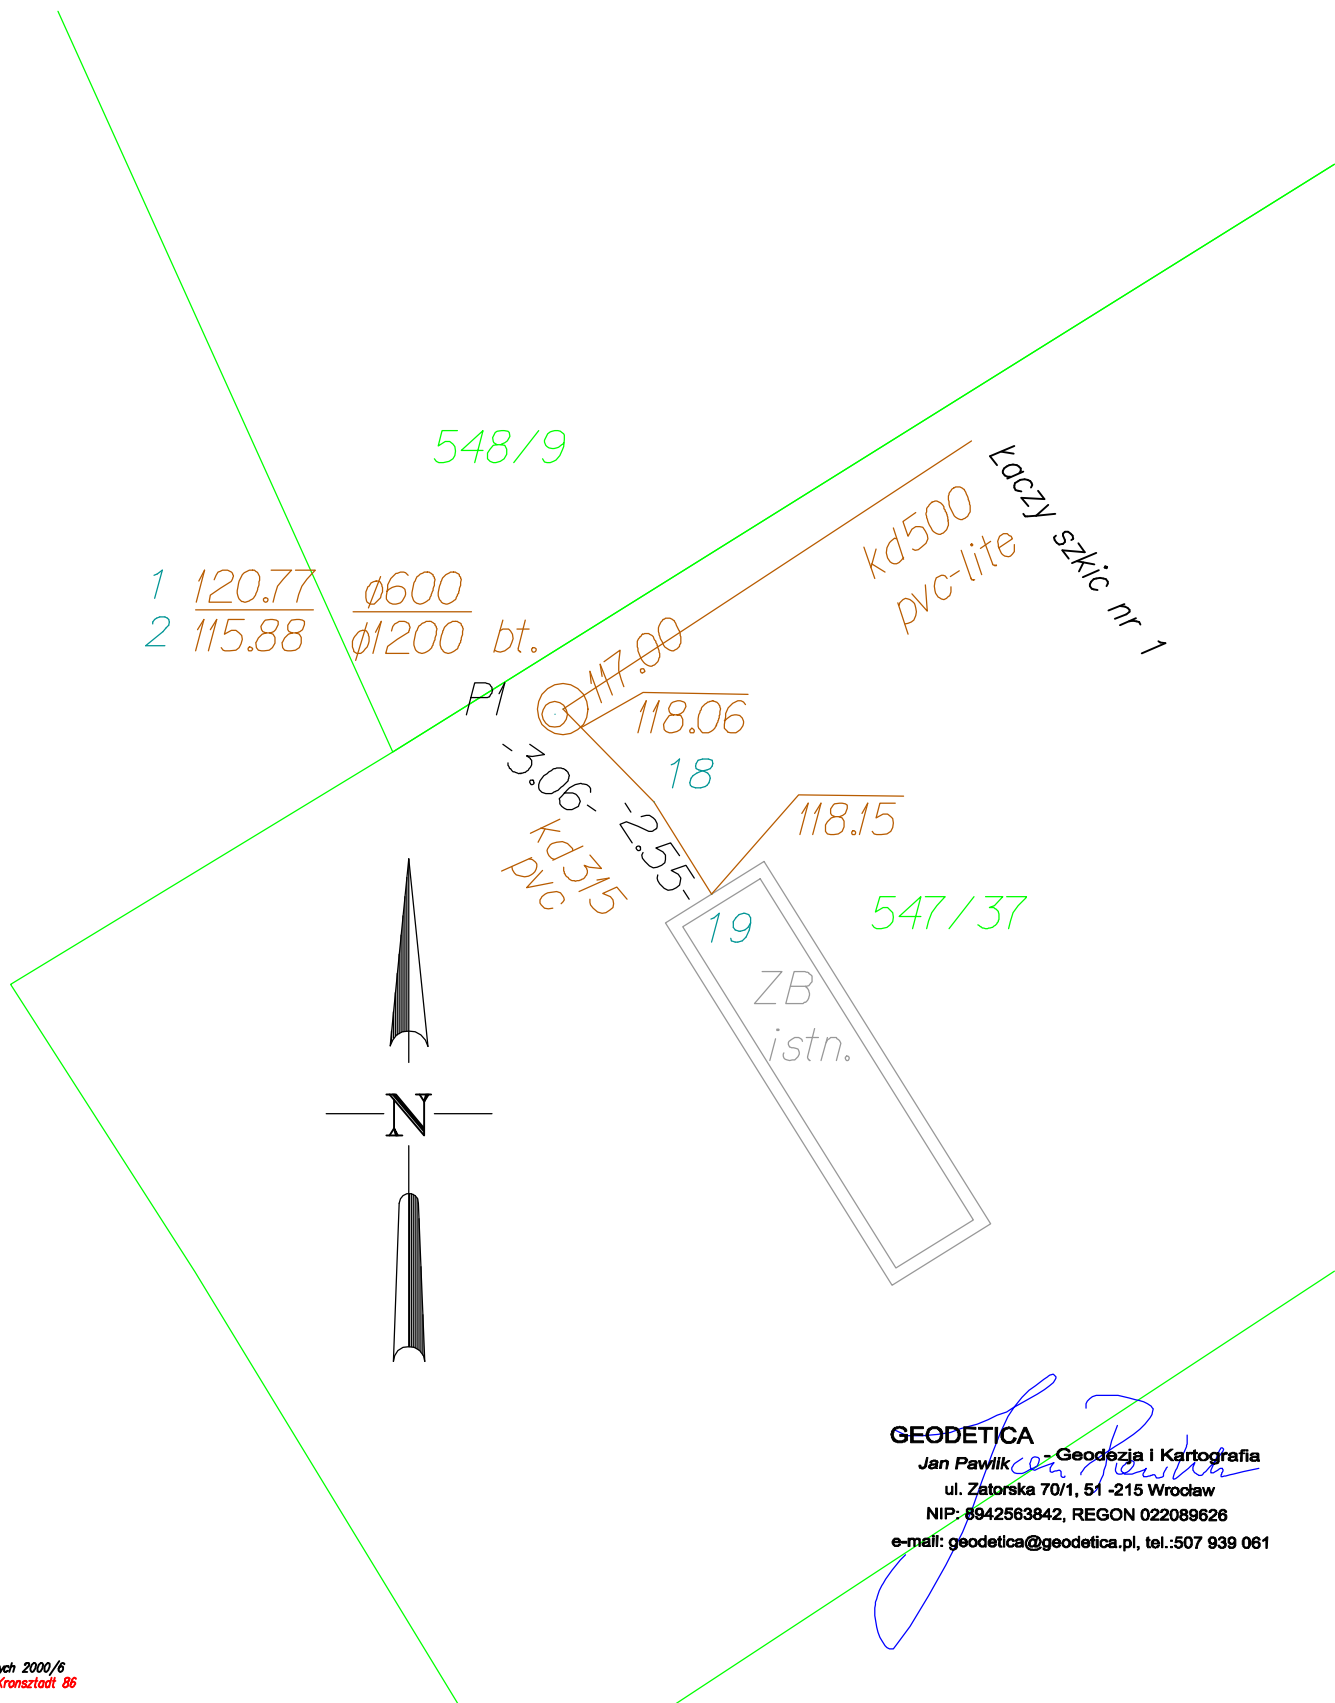 548/9
Łaczy szkic nr 1
kd500
pvc-lite
1 120.77 ϕ600
2 115.88 ϕ1200 bt.
117.00
P1
118.06
18
-3.06-
-2.55-
118.15
kd315
pvc
547/37
19
ZB
istn.
N
GEODETICA
Jan Pawlik - Geodezja i Kartografia
ul. Zatorska 70/1, 51 -215 Wrocław
NIP: 8942563842, REGON 022089626
e-mail: geodetica@geodetica.pl, tel.:507 939 061
ych 2000/6
Kronsztadt 86